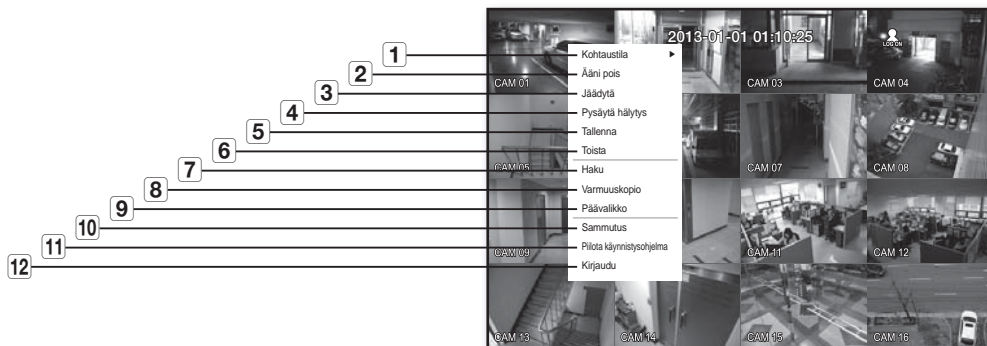 2013-01-01 01:10:25
LOG ON
CAM 01
CAM 03
CAM 04
1 Kohtaustila
2 Ääni pois
3 Jäädytä
4 Pysäytä hälytys
5 Tallenna
6 Toista
7 Haku
8 Varmuuskopio
9 Päävalikko
10 Sammutus
11 Piilota käynnistysohjelma
12 Kirjaudu
CAM 05
CAM 07
CAM 08
CAM 09
CAM 11
CAM 12
CAM 13
CAM 14
CAM 15
CAM 16